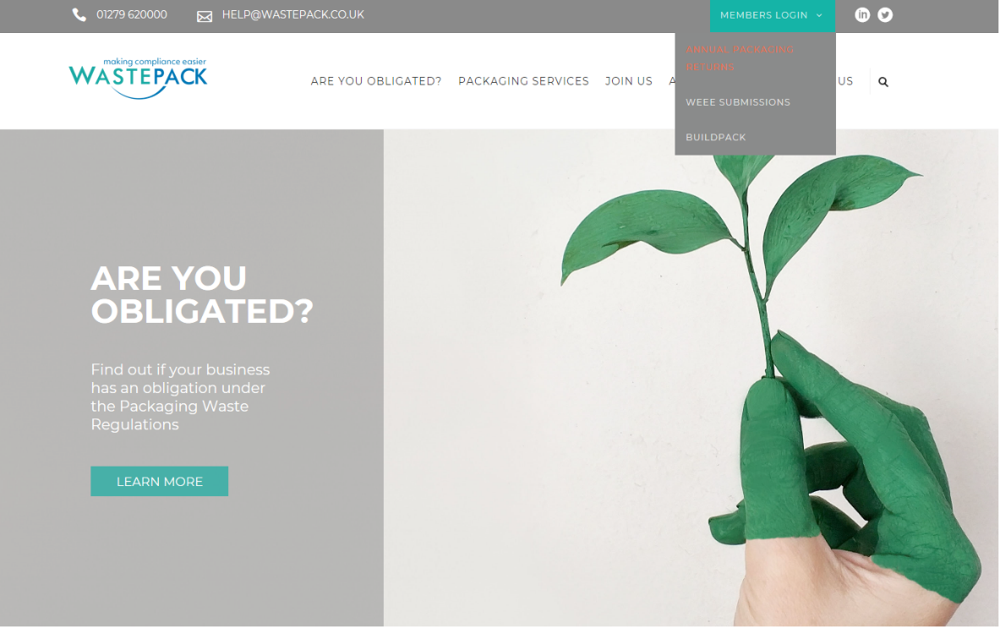 01279 620000
HELP@WASTEPACK.CO.UK
MEMBERS LOGIN
in
ANNUAL PACKAGING
RETURNS
WEEE SUBMISSIONS
BUILDPACK
making compliance easier
WASTEPACK
ARE YOU OBLIGATED? PACKAGING SERVICES JOIN US A US
ARE YOU
OBLIGATED?
Find out if your business
has an obligation under
the Packaging Waste
Regulations
LEARN MORE